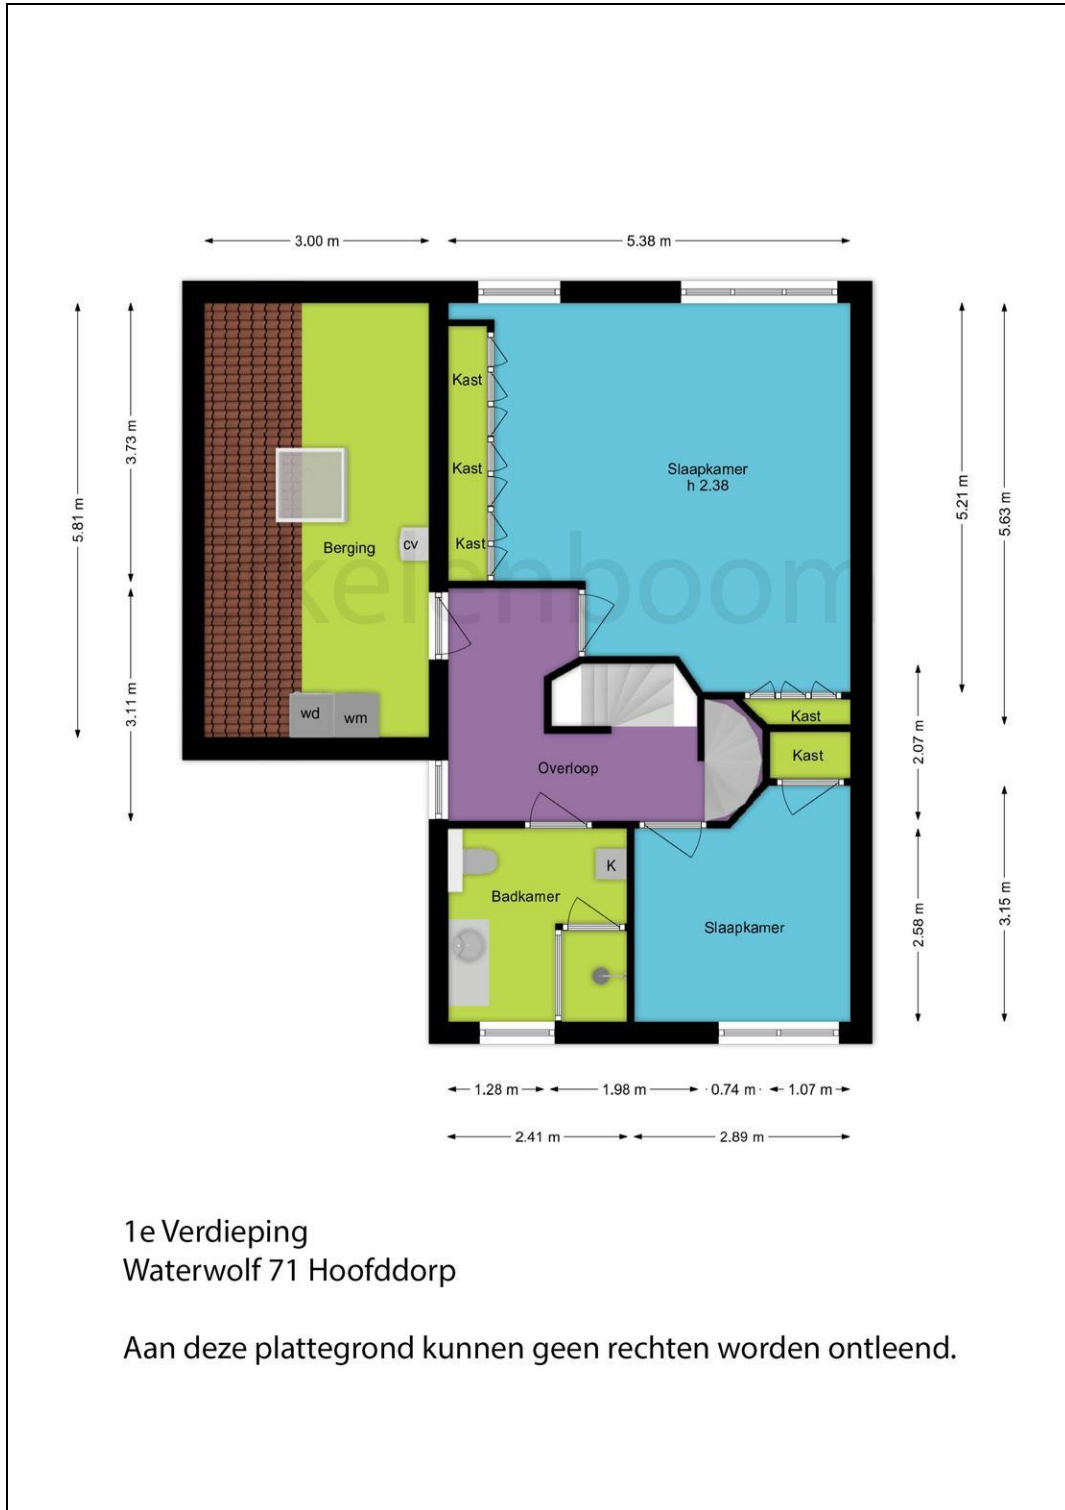 3.00 m
5.38 m
5.81 m
3.73 m
3.11 m
5.21 m
5.63 m
2.07 m
2.58 m
3.15 m
Kast
Kast
Kast
Slaapkamer
h 2.38
Berging
cv
wd
wm
Kast
Kast
Overloop
Badkamer
K
Slaapkamer
1.28 m
1.98 m
0.74 m
1.07 m
2.41 m
2.89 m
1e Verdieping
Waterwolf 71 Hoofddorp
Aan deze plattegrond kunnen geen rechten worden ontleend.